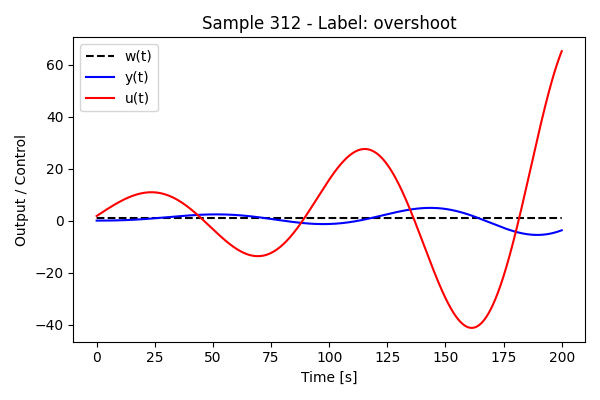 Sample 312 - Label: overshoot
w(t)
y(t)
u(t)
Output / Control
60
40
20
0
−20
−40
0
25
50
75
100
125
150
175
200
Time [s]